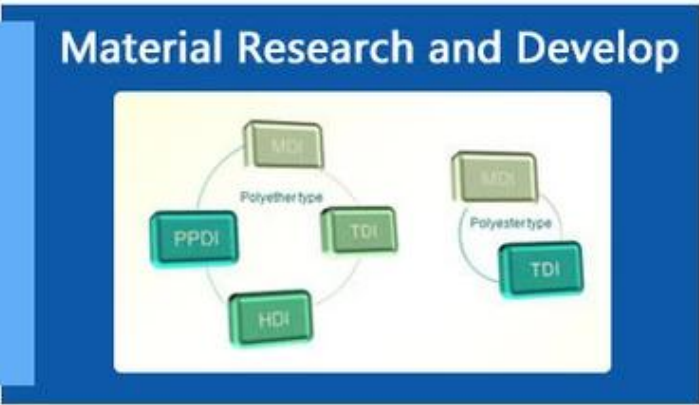 Material Research and Develop
MDI
Polyether type
PPDI
TDI
HDI
MDI
Polyester type
TDI